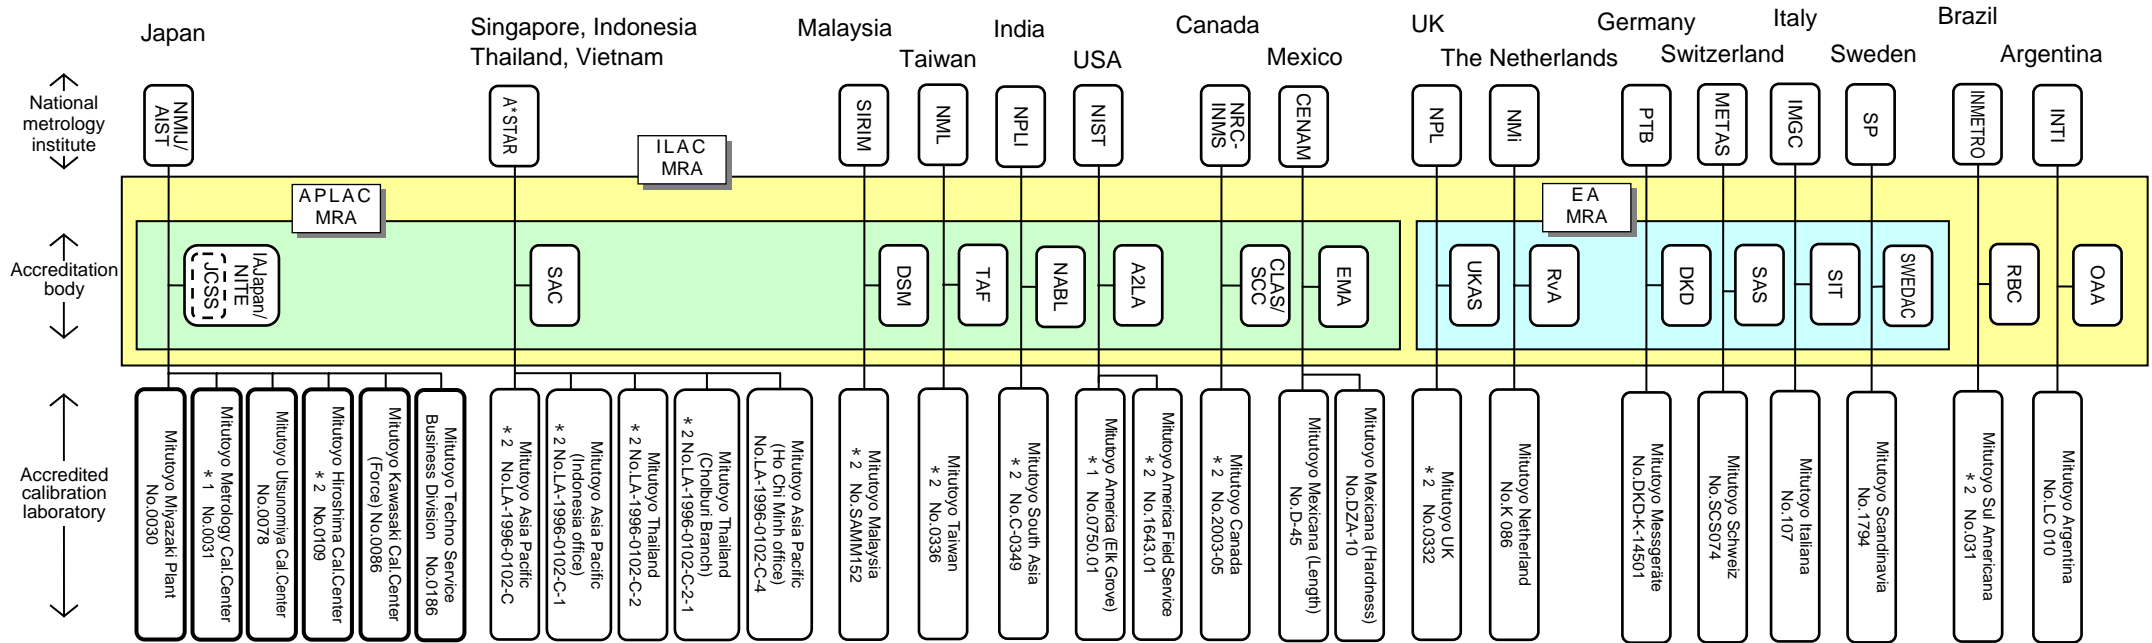 Japan
Singapore, Indonesia
Thailand, Vietnam
Malaysia
Taiwan
India
USA
Canada
Mexico
UK
The Netherlands
Germany
Switzerland
Italy
Sweden
Brazil
Argentina
National
metrology
institute
NMIJ/
AIST
A*STAR
SIRIM
NML
NPLI
NIST
NRC-
INMS
CENAM
NPL
NMi
PTB
METAS
IMGC
SP
INMETRO
INTI
ILAC
MRA
APLAC
MRA
EA
MRA
Accreditation
body
IAJapan/
NITE
JCSS
SAC
DSM
TAF
NABL
A2LA
CLAS/
SCC
EMA
UKAS
RvA
DKD
SAS
SIT
SWEDAC
RBC
OAA
Accredited
calibration
laboratory
Mitutoyo Miyazaki Plant
No.0030
Mitutoyo Metrology Cal.Center
*1 No.0031
Mitutoyo Utsunomiya Cal.Center
No.0078
Mitutoyo Hiroshima Cal.Center
*2 No.0109
Mitutoyo Kawasaki Cal.Center
(Force) No.0086
Mitutoyo Techno Service
Business Division No.0186
Mitutoyo Asia Pacific
*2 No.LA-1996-0102-C
Mitutoyo Asia Pacific
(Indonesia office)
*2 No.LA-1996-0102-C-1
Mitutoyo Thailand
*2 No.LA-1996-0102-C-2
Mitutoyo Thailand
(Cholburi Branch)
*2 No.LA-1996-0102-C-2-1
Mitutoyo Asia Pacific
(Ho Chi Minh office)
No.LA-1996-0102-C-4
Mitutoyo Malaysia
*2 No.SAMM152
Mitutoyo Taiwan
*2 No.0336
Mitutoyo South Asia
*2 No.C-0349
Mitutoyo America (Elk Grove)
*1 No.0750.01
Mitutoyo America Field Service
*2 No.1643.01
Mitutoyo Canada
*2 No.2003-05
Mitutoyo Mexicana (Length)
No.D-45
Mitutoyo Mexicana (Hardness)
No.DZA-10
Mitutoyo UK
*2 No.0332
Mitutoyo Netherland
No.K 086
Mitutoyo Messgeräte
No.DKD-K-14501
Mitutoyo Schweiz
No.SCS074
Mitutoyo Italiana
No.107
Mitutoyo Scandinavia
No.1794
Mitutoyo Sul Americana
*2 No.031
Mitutoyo Argentina
No.LC 010